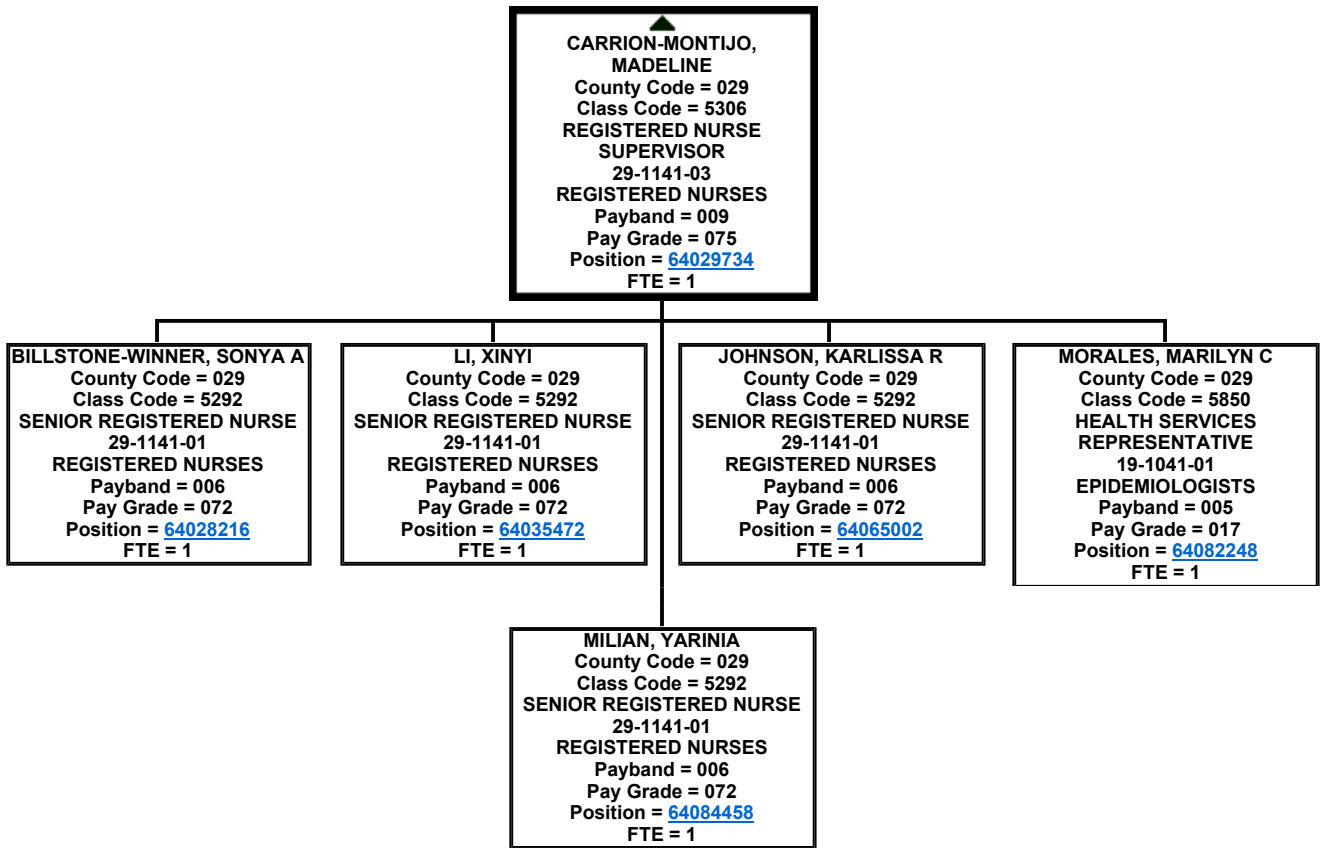 CARRION-MONTIJO,
MADELINE
County Code = 029
Class Code = 5306
REGISTERED NURSE
SUPERVISOR
29-1141-03
REGISTERED NURSES
Payband = 009
Pay Grade = 075
Position = 64029734
FTE = 1
BILLSTONE-WINNER, SONYA A
County Code = 029
Class Code = 5292
SENIOR REGISTERED NURSE
29-1141-01
REGISTERED NURSES
Payband = 006
Pay Grade = 072
Position = 64028216
FTE = 1
LI, XINYI
County Code = 029
Class Code = 5292
SENIOR REGISTERED NURSE
29-1141-01
REGISTERED NURSES
Payband = 006
Pay Grade = 072
Position = 64035472
FTE = 1
JOHNSON, KARLISSA R
County Code = 029
Class Code = 5292
SENIOR REGISTERED NURSE
29-1141-01
REGISTERED NURSES
Payband = 006
Pay Grade = 072
Position = 64065002
FTE = 1
MORALES, MARILYN C
County Code = 029
Class Code = 5850
HEALTH SERVICES
REPRESENTATIVE
19-1041-01
EPIDEMIOLOGISTS
Payband = 005
Pay Grade = 017
Position = 64082248
FTE = 1
MILIAN, YARINIA
County Code = 029
Class Code = 5292
SENIOR REGISTERED NURSE
29-1141-01
REGISTERED NURSES
Payband = 006
Pay Grade = 072
Position = 64084458
FTE = 1